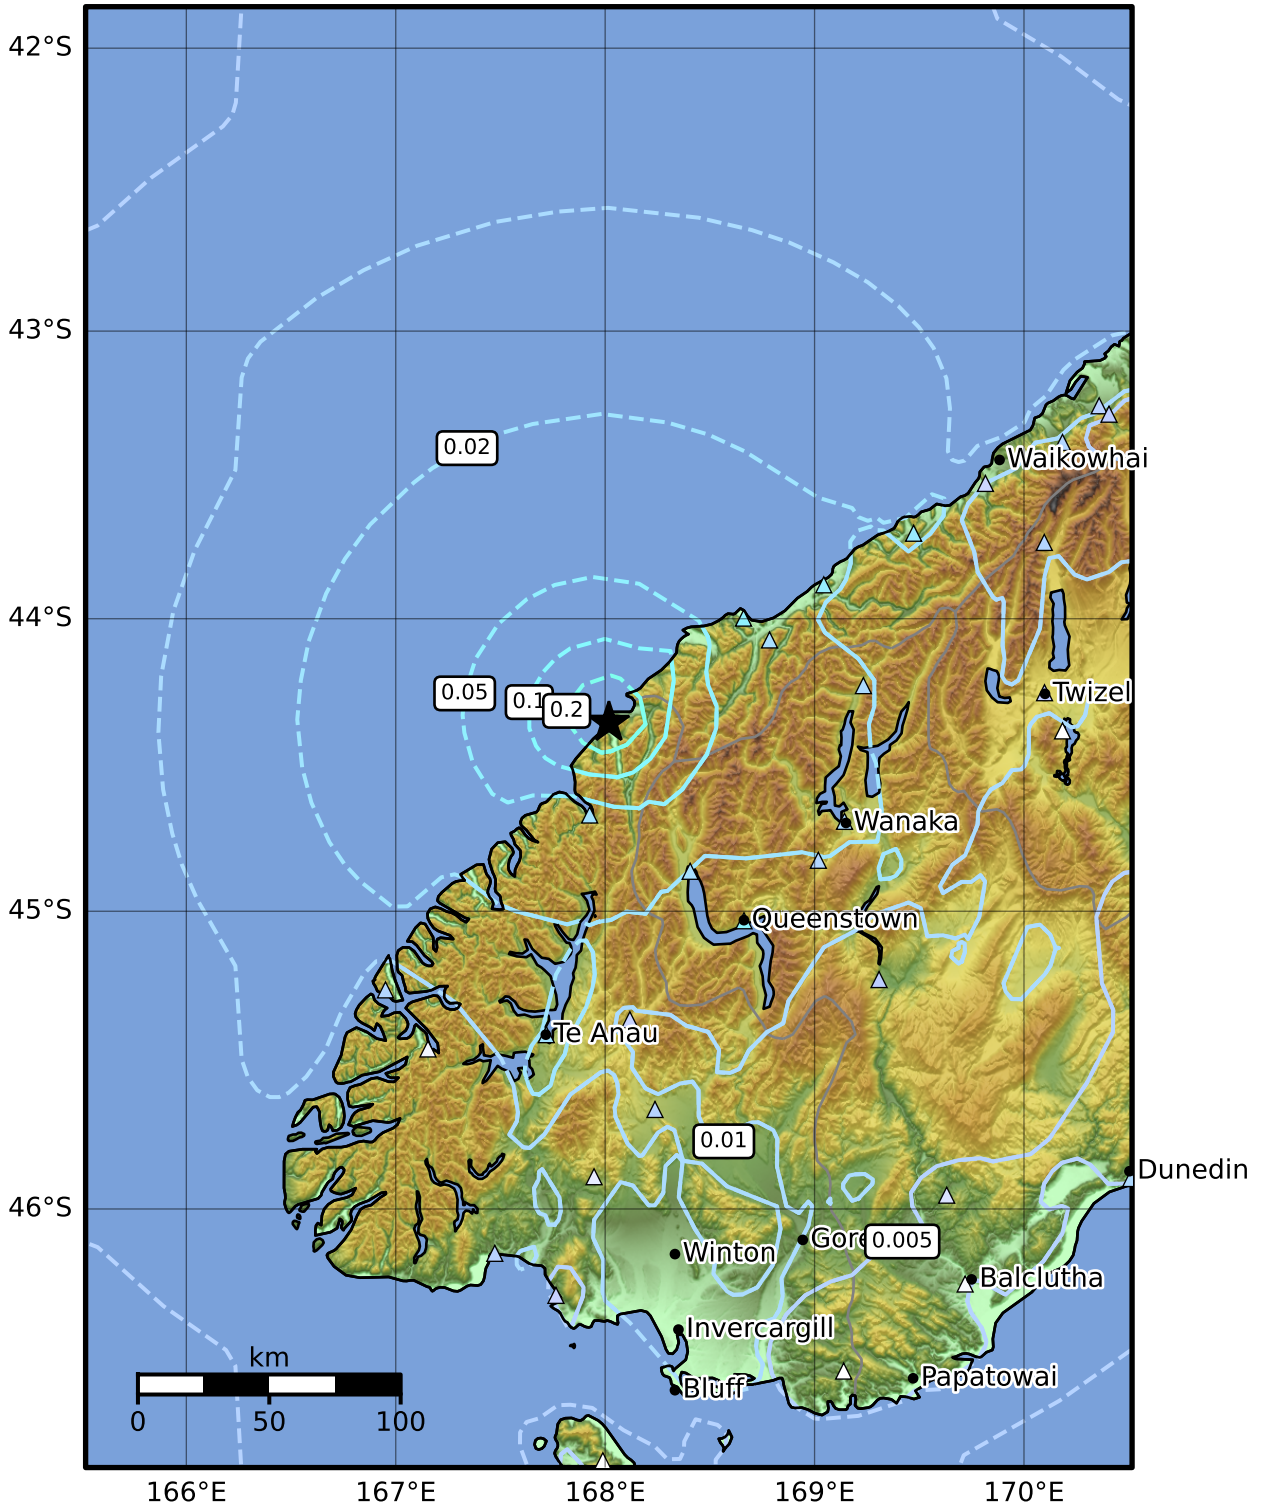 42°S
43°S
0.02
Waikowhai
44°S
0.05
0.1
0.2
Twizel
Wanaka
45°S
Queenstown
Te Anau
0.01
Dunedin
46°S
Gore
0.005
Winton
Balclutha
Invercargill
km
Papatowai
Bluff
0
50
100
166°E
167°E
168°E
169°E
170°E